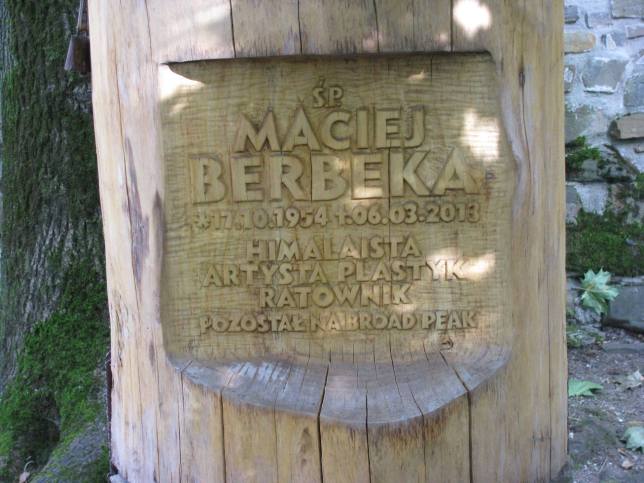 ŚP.
MACIEJ
BERBEKA
*17.10.1954 †06.03.2013
HIMALAISTA
ARTYSTA PLASTYK
RATOWNIK
POZOSTAŁ NA BROAD PEAK